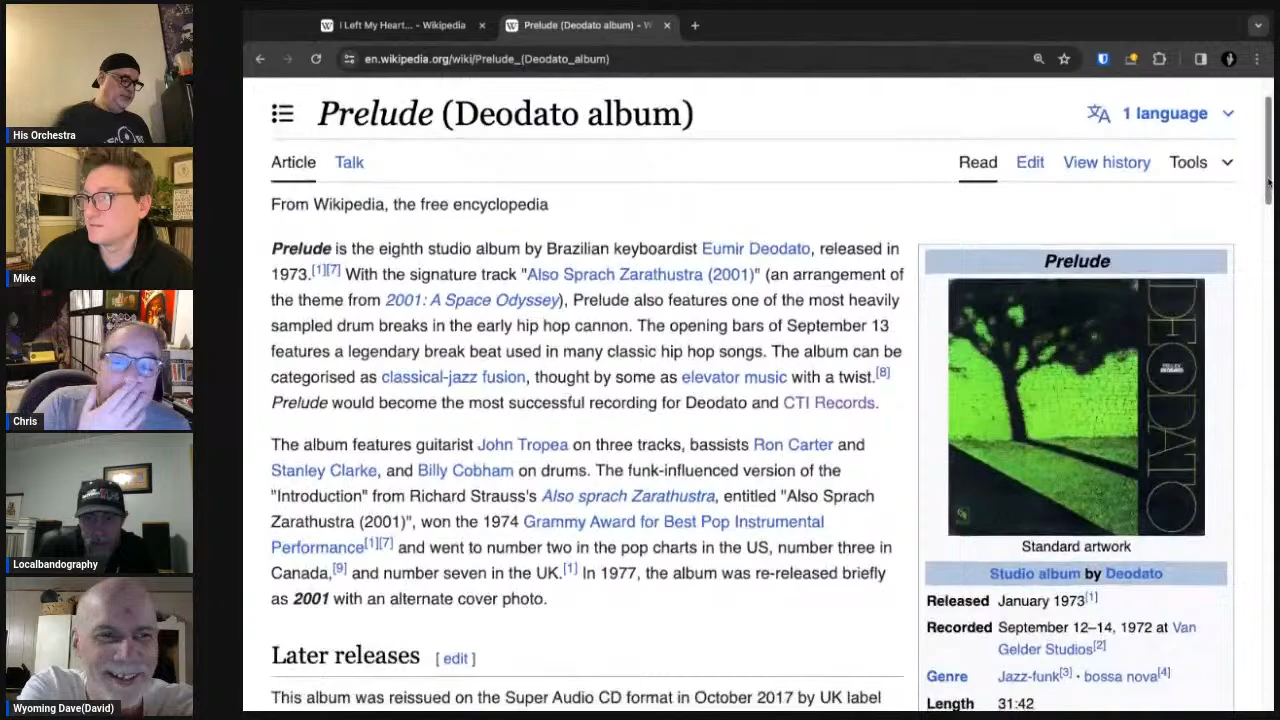 His Orchestra
Mike
Chris
Localbandography
Wyoming Dave(David)
I Left My Heart... - Wikipedia
Prelude (Deodato album) - W
en.wikipedia.org/wiki/Prelude_(Deodato_album)
Prelude (Deodato album)
1 language
Article Talk
Read Edit View history Tools
From Wikipedia, the free encyclopedia
Prelude is the eighth studio album by Brazilian keyboardist Eumir Deodato, released in
1973.[1][7] With the signature track "Also Sprach Zarathustra (2001)" (an arrangement of
the theme from 2001: A Space Odyssey), Prelude also features one of the most heavily
sampled drum breaks in the early hip hop cannon. The opening bars of September 13
features a legendary break beat used in many classic hip hop songs. The album can be
categorised as classical-jazz fusion, thought by some as elevator music with a twist.[8]
Prelude would become the most successful recording for Deodato and CTI Records.
The album features guitarist John Tropea on three tracks, bassists Ron Carter and
Stanley Clarke, and Billy Cobham on drums. The funk-influenced version of the
"Introduction" from Richard Strauss's Also sprach Zarathustra, entitled "Also Sprach
Zarathustra (2001)", won the 1974 Grammy Award for Best Pop Instrumental
Performance[1][7] and went to number two in the pop charts in the US, number three in
Canada,[9] and number seven in the UK.[1] In 1977, the album was re-released briefly
as 2001 with an alternate cover photo.
Later releases [ edit ]
This album was reissued on the Super Audio CD format in October 2017 by UK label
Prelude
DEODATO
Standard artwork
Studio album by Deodato
Released January 1973[1]
Recorded September 12–14, 1972 at Van
Gelder Studios[2]
Genre Jazz-funk[3] · bossa nova[4]
Length 31:42